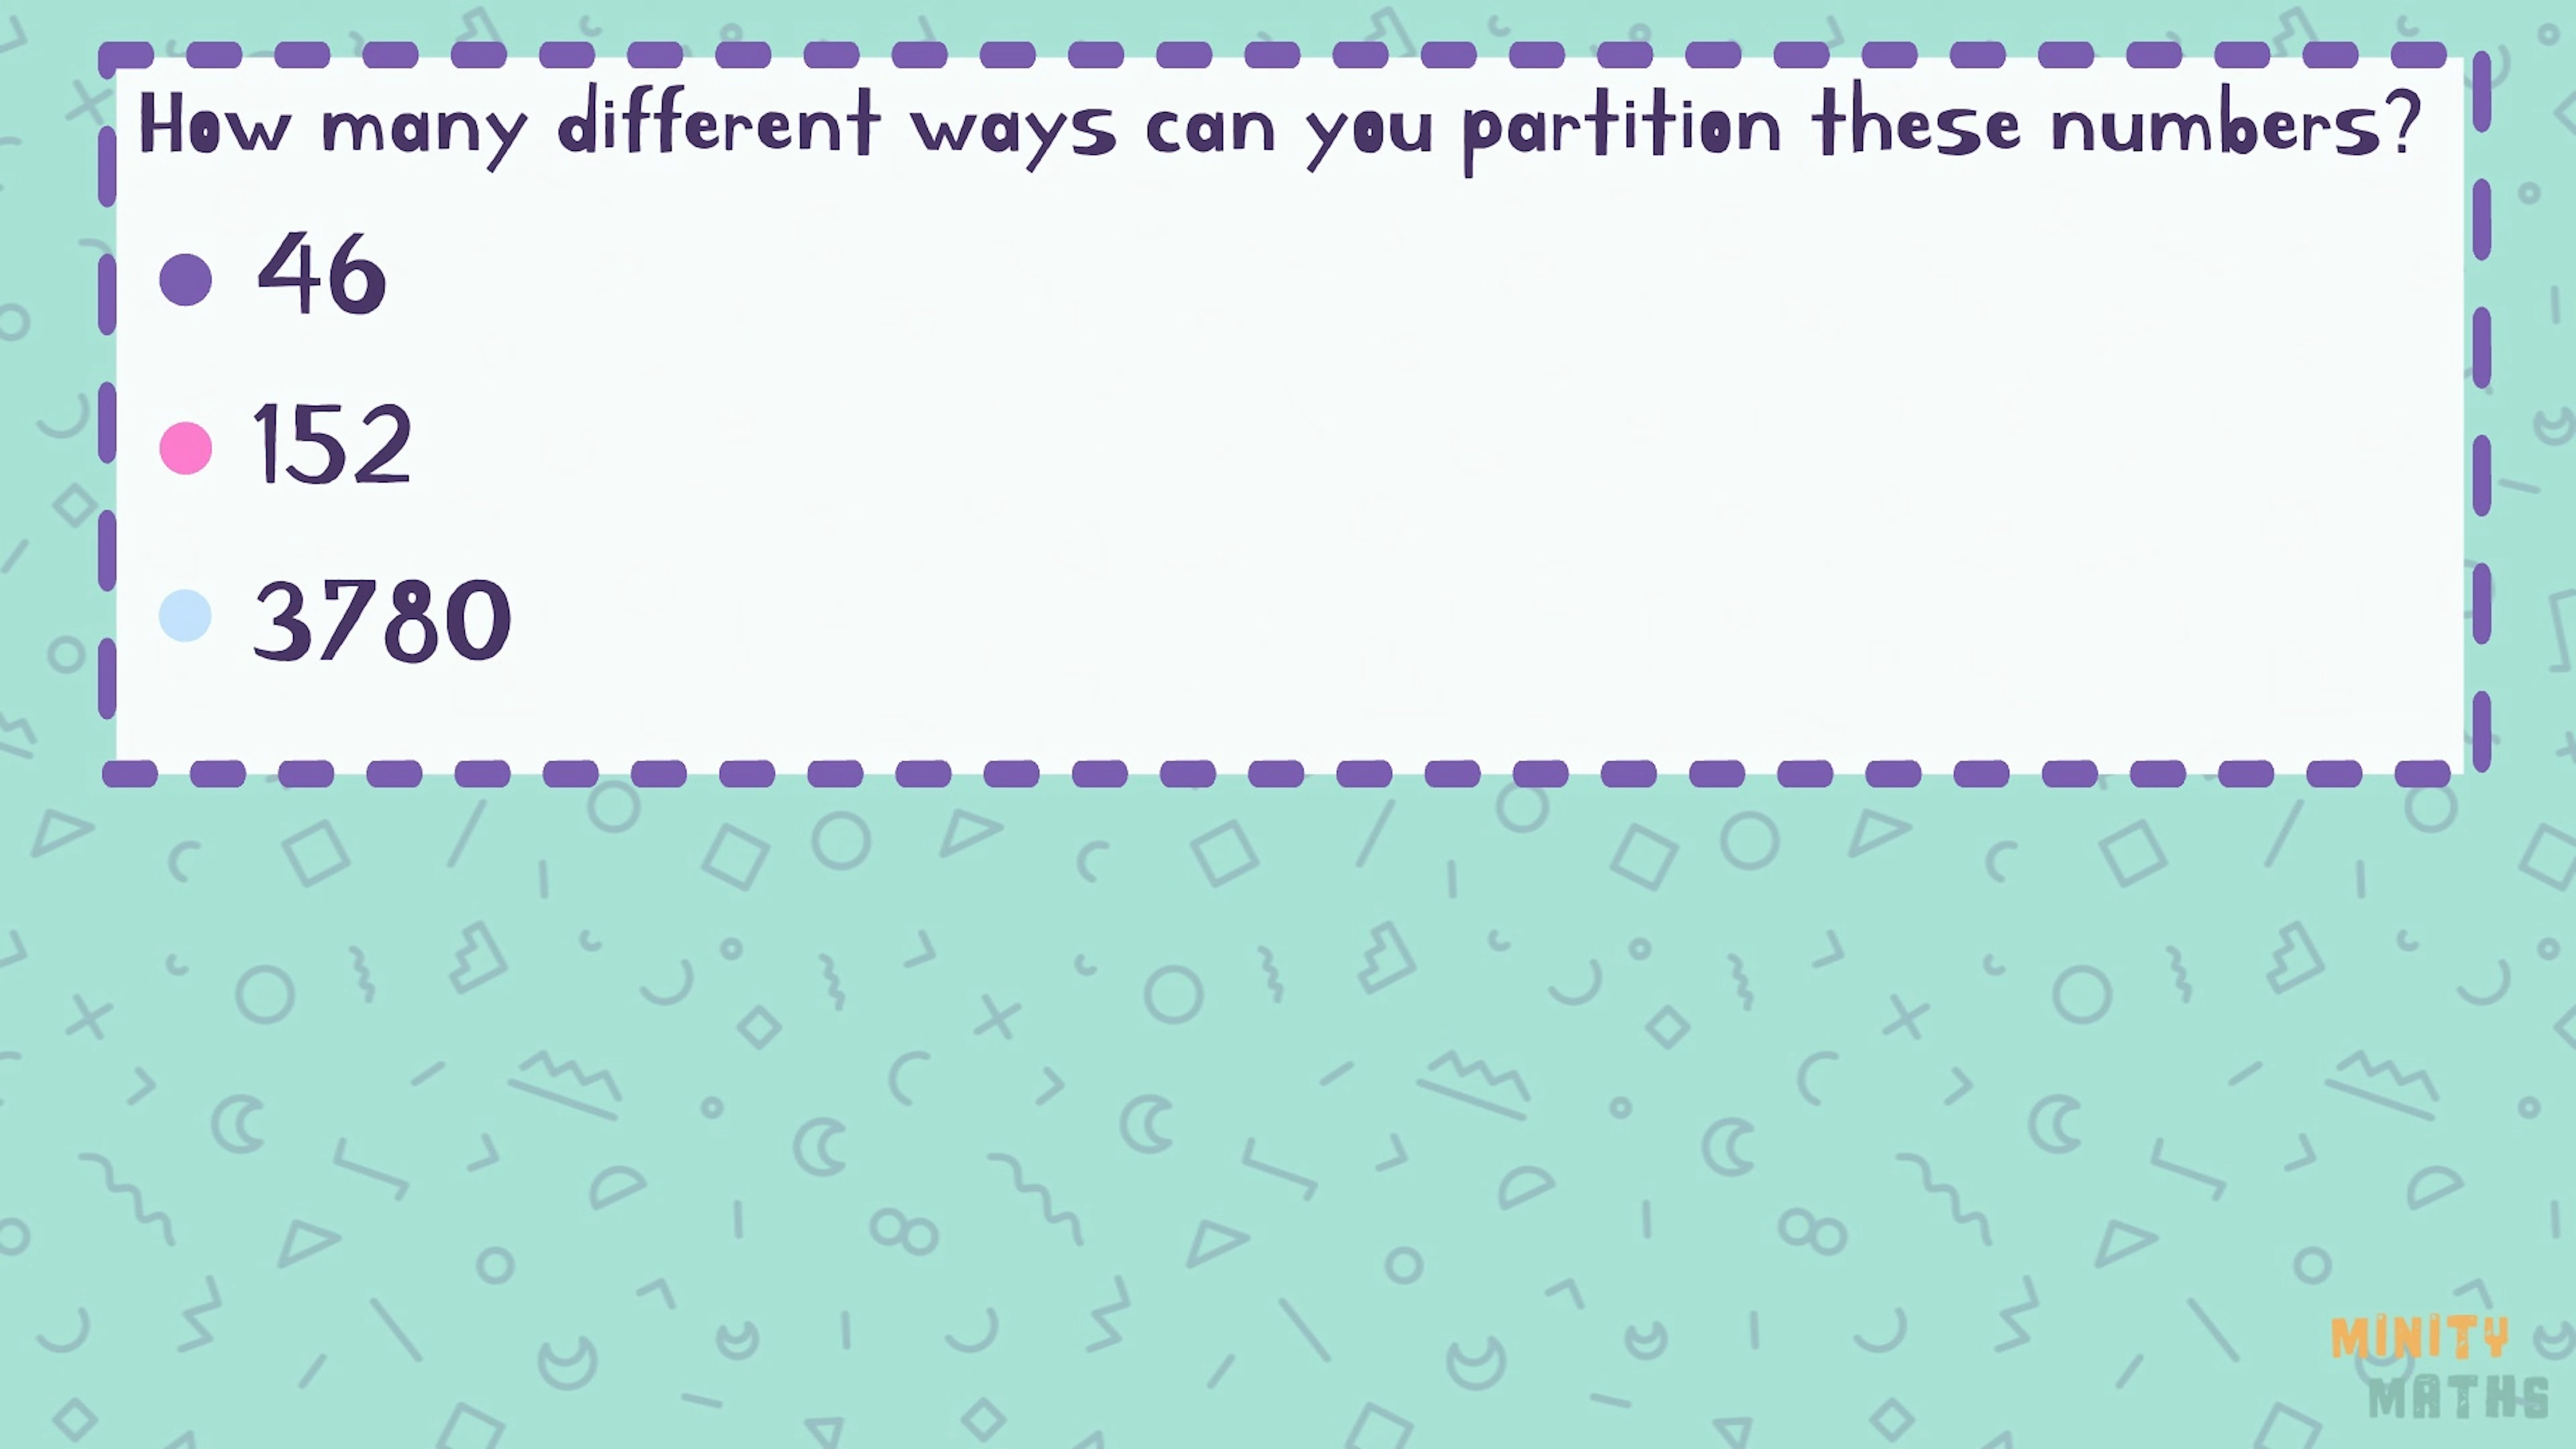 How many different ways can you partition these numbers?
46
152
3780
MINITY
MATHS